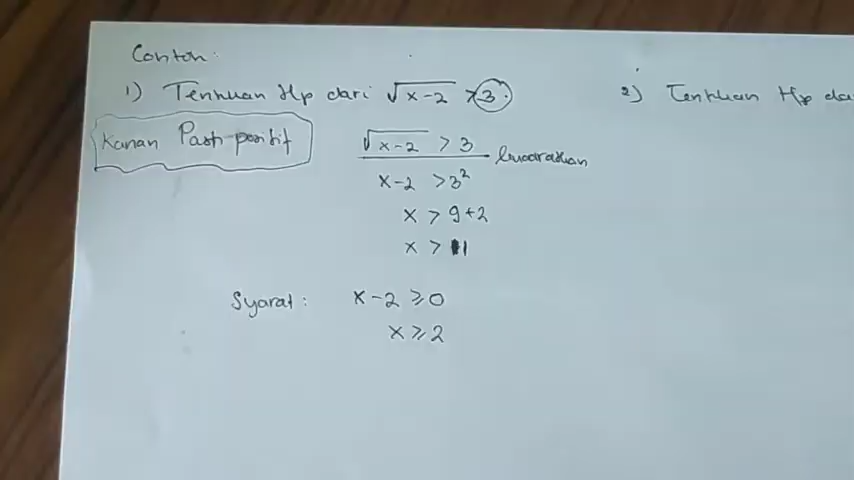 Contoh:
1) Tentukan Hp dari √x-2 > 3.
2) Tentukan Hp da
Kanan Pasti positif
√x-2 > 3
kuadratkan
x-2 > 3²
x > 9+2
x > 11
Syarat: x-2 ≥ 0
x ≥ 2